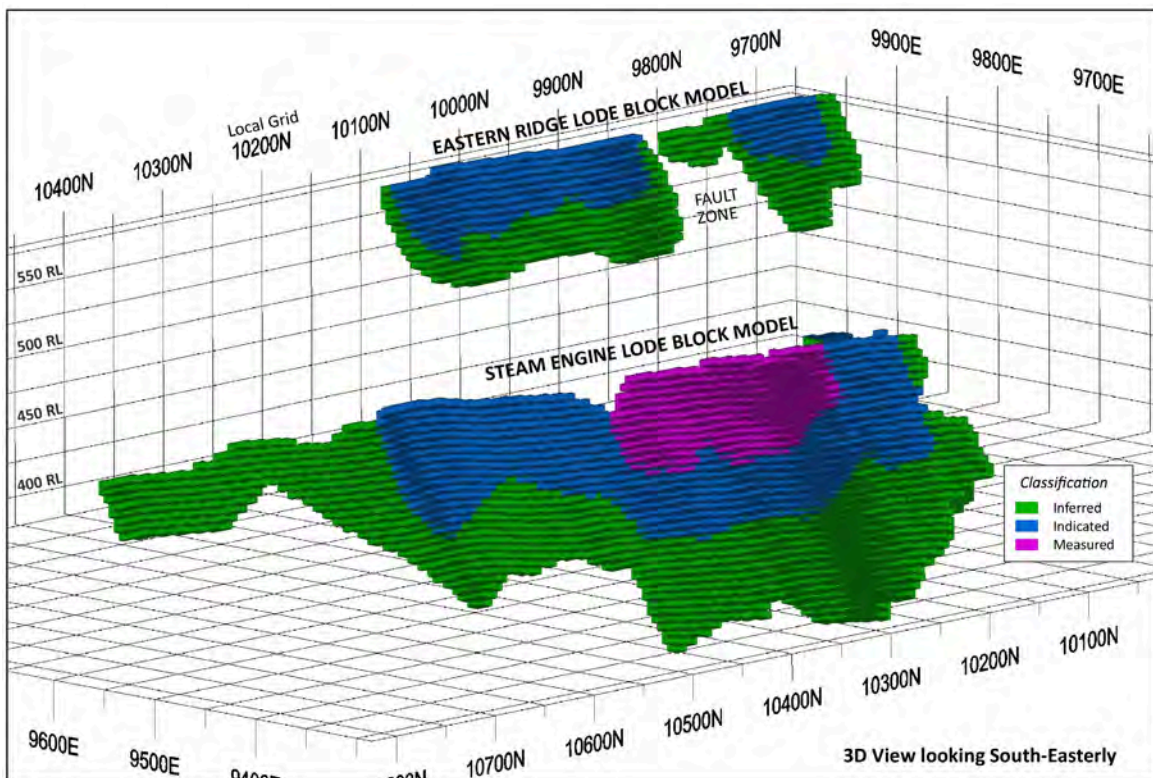 9700N
9900E
9800N
9800E
9900N
9700E
10000N
EASTERN RIDGE LODE BLOCK MODEL
10100N
Local Grid
10200N
10300N
10400N
FAULT
ZONE
550 RL
500 RL
STEAM ENGINE LODE BLOCK MODEL
450 RL
400 RL
Classification
Inferred
Indicated
Measured
10100N
10200N
10300N
10400N
10500N
10600N
10700N
9600E
9500E
3D View looking South-Easterly